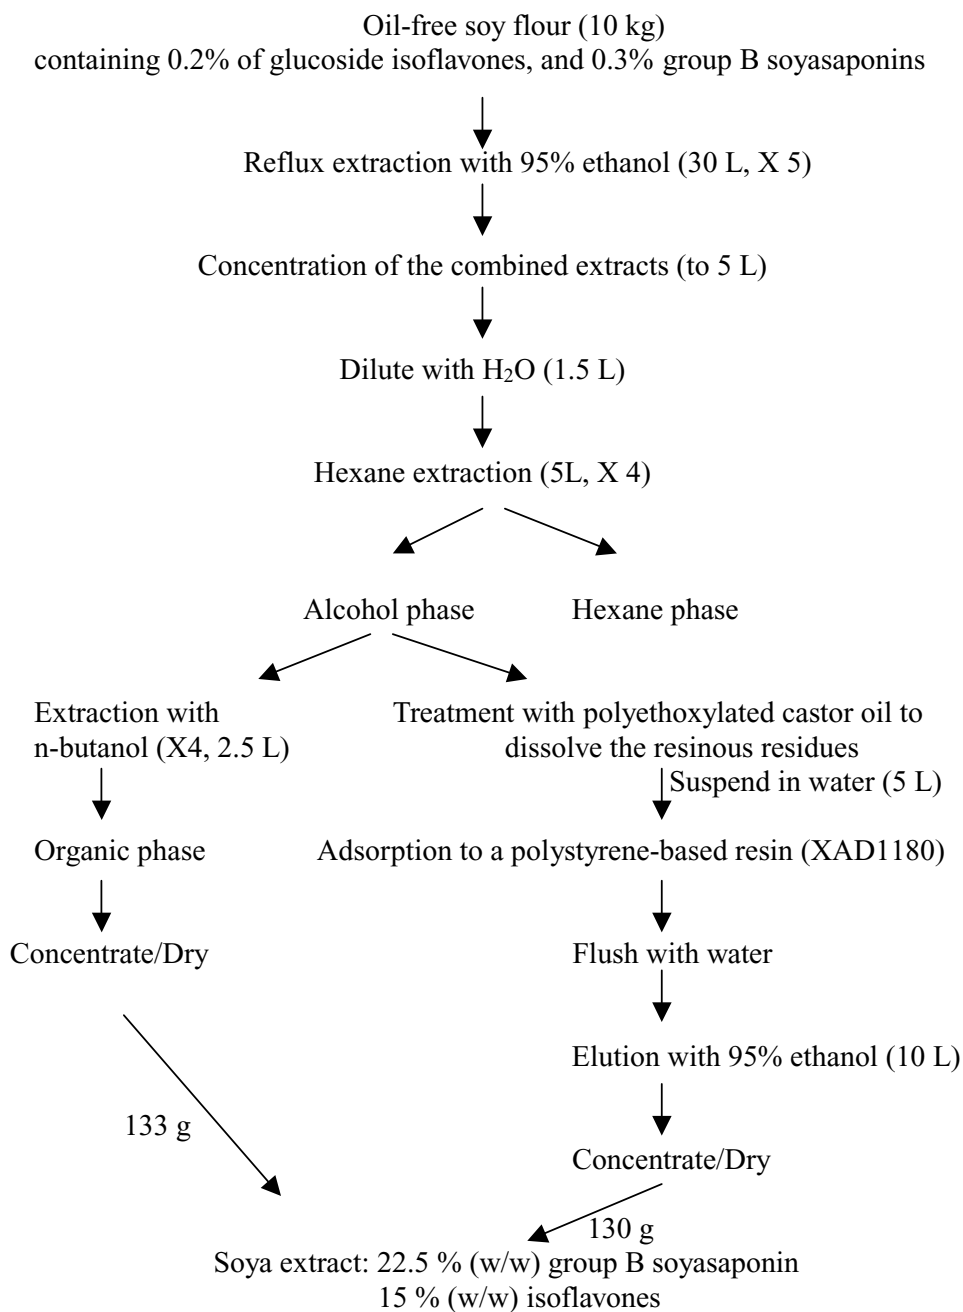 Oil-free soy flour (10 kg)
containing 0.2% of glucoside isoflavones, and 0.3% group B soyasaponins
Reflux extraction with 95% ethanol (30 L, X 5)
Concentration of the combined extracts (to 5 L)
Dilute with H₂O (1.5 L)
Hexane extraction (5L, X 4)
Alcohol phase
Hexane phase
Extraction with
n-butanol (X4, 2.5 L)
Treatment with polyethoxylated castor oil to
dissolve the resinous residues
Suspend in water (5 L)
Organic phase
Adsorption to a polystyrene-based resin (XAD1180)
Concentrate/Dry
Flush with water
Elution with 95% ethanol (10 L)
133 g
Concentrate/Dry
130 g
Soya extract: 22.5 % (w/w) group B soyasaponin
15 % (w/w) isoflavones